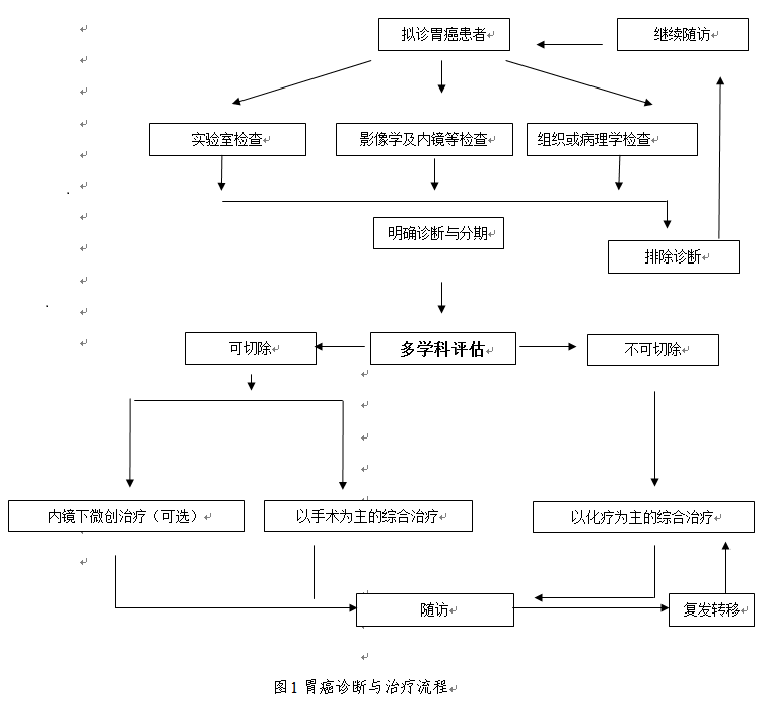 拟诊胃癌患者
继续随访
实验室检查
影像学及内镜等检查
组织或病理学检查
明确诊断与分期
排除诊断
可切除
多学科评估
不可切除
内镜下微创治疗（可选）
以手术为主的综合治疗
以化疗为主的综合治疗
随访
复发转移
图1 胃癌诊断与治疗流程